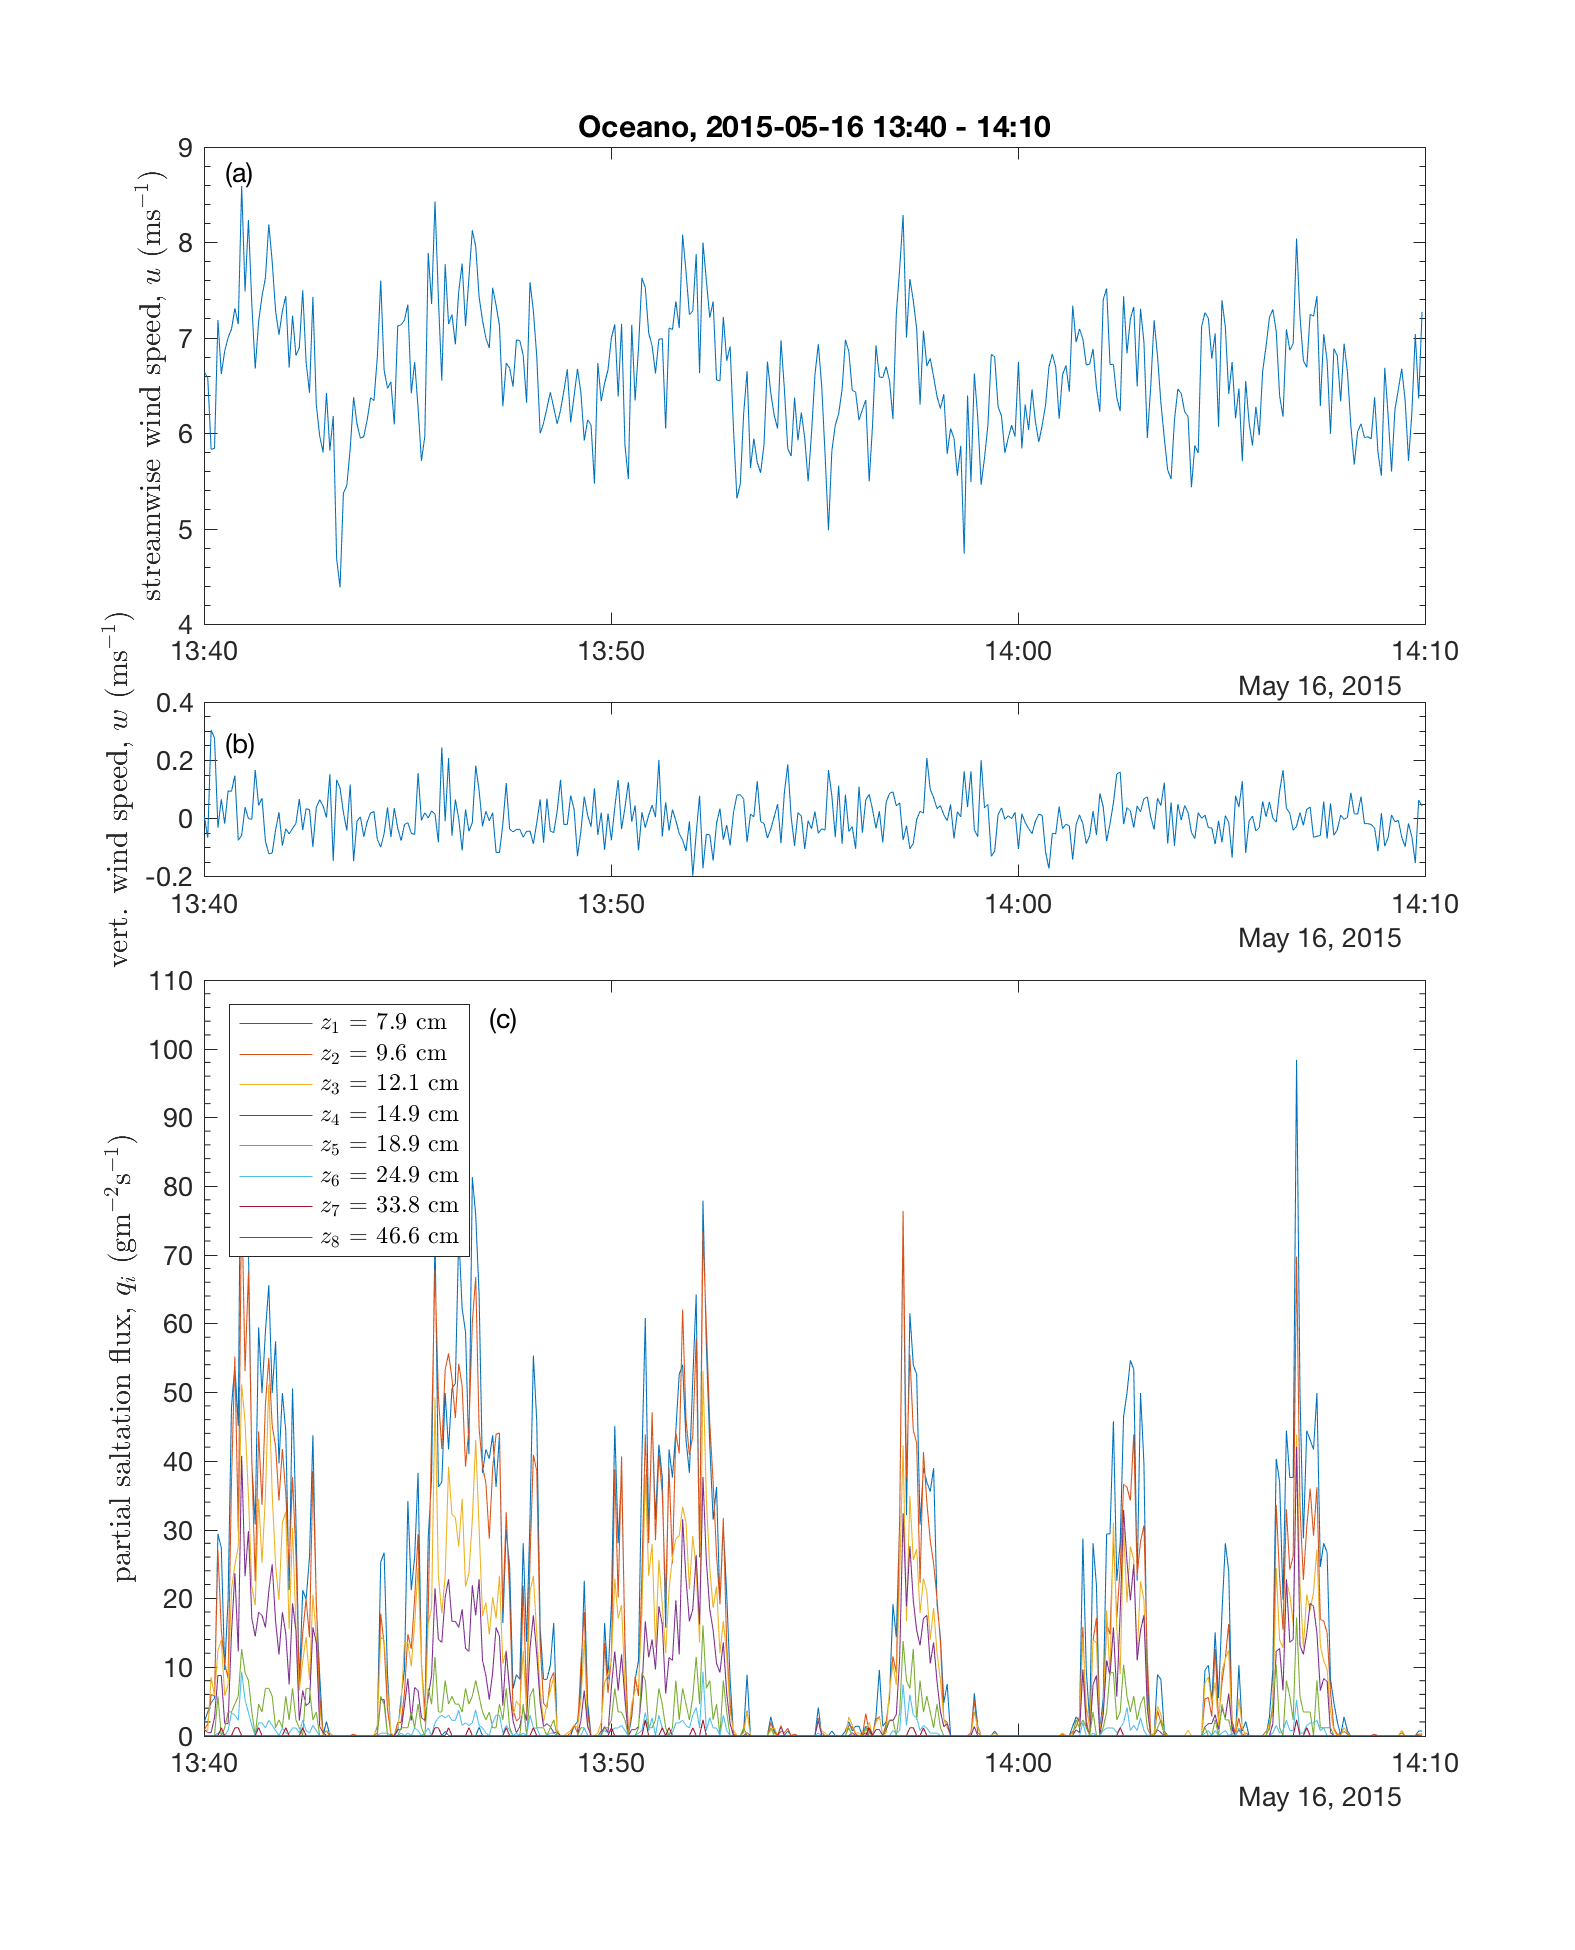 Oceano, 2015-05-16 13:40 - 14:10
(a)
streamwise wind speed, u (ms⁻¹)
9
8
7
6
5
4
13:40 13:50 14:00 14:10
May 16, 2015
(b)
vert. wind speed, w (ms⁻¹)
0.4
0.2
0
-0.2
13:40 13:50 14:00 14:10
May 16, 2015
(c)
partial saltation flux, qᵢ (gm⁻²s⁻¹)
110
100
90
80
70
60
50
40
30
20
10
0
z₁ = 7.9 cm
z₂ = 9.6 cm
z₃ = 12.1 cm
z₄ = 14.9 cm
z₅ = 18.9 cm
z₆ = 24.9 cm
z₇ = 33.8 cm
z₈ = 46.6 cm
13:40 13:50 14:00 14:10
May 16, 2015